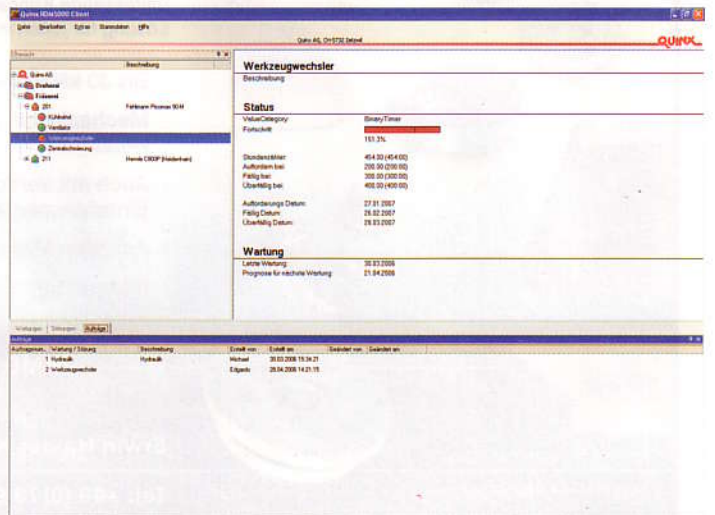 Quinx RDM5000 Client
Datei Bearbeiten Extras Stammdaten Hilfe
Quinx AG, CH-5732 Zetzwil
QUINX
Übersicht
Beschreibung
Quinx AG
Dreherei
Fräserei
201 Fehlmann Picomax 90 M
Kühlmittel
Ventilator
Werkzeugwechsler
Zentralschmierung
211 Hermle C800P (Heidenhain)
Werkzeugwechsler
Beschreibung
Status
ValueCategory: BinaryTimer
Fortschritt:
151.3%
Stundenzähler: 454:00 (454:00)
Auffordern bei: 200:00 (200:00)
Fällig bei: 300:00 (300:00)
Überfällig bei: 400:00 (400:00)
Aufforderungs Datum: 27.01.2007
Fällig Datum: 26.02.2007
Überfällig Datum: 28.03.2007
Wartung
Letzte Wartung: 30.03.2006
Prognose für nächste Wartung: 21.04.2006
Wartungen Störungen Aufträge
Aufträge
Auftragsnum... Wartung / Störung Beschreibung Erstellt von Erstellt am Geändert von Geändert am
1 Hydraulik Hydraulik Michael 30.03.2006 15:34:21
2 Werkzeugwechsler Edgardo 28.04.2006 14:21:15